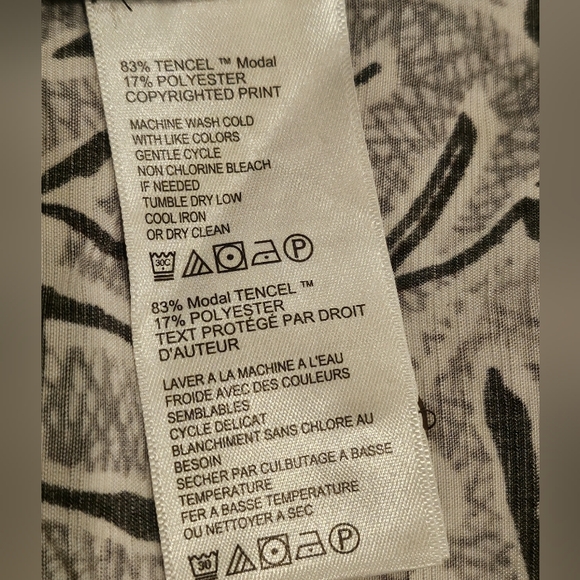 83% TENCEL ™ Modal
17% POLYESTER
COPYRIGHTED PRINT
MACHINE WASH COLD
WITH LIKE COLORS
GENTLE CYCLE
NON CHLORINE BLEACH
IF NEEDED
TUMBLE DRY LOW
COOL IRON
OR DRY CLEAN
30C P
83% Modal TENCEL ™
17% POLYESTER
TEXT PROTÉGÉ PAR DROIT
D'AUTEUR
LAVER A LA MACHINE A L'EAU
FROIDE AVEC DES COULEURS
SEMBLABLES
CYCLE DELICAT
BLANCHIMENT SANS CHLORE AU
BESOIN
SECHER PAR CULBUTAGE A BASSE
TEMPERATURE
FER A BASSE TEMPERATURE
OU NETTOYER A SEC
30 P